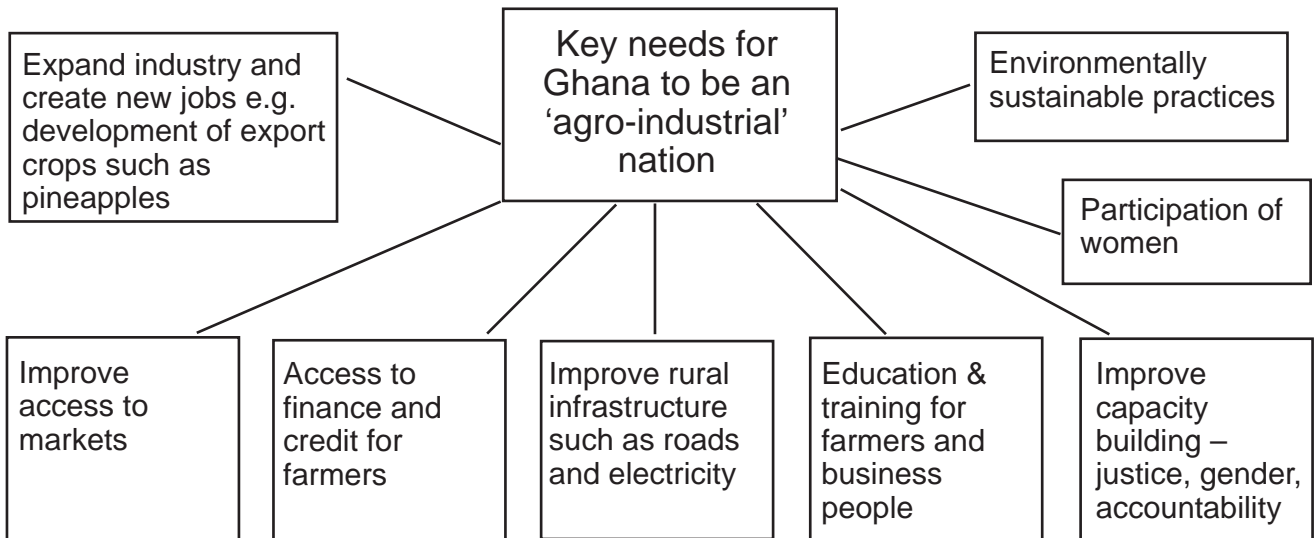 Key needs for
Ghana to be an
‘agro-industrial’
nation
Expand industry and
create new jobs e.g.
development of export
crops such as
pineapples
Environmentally
sustainable practices
Participation of
women
Improve
access to
markets
Access to
finance and
credit for
farmers
Improve rural
infrastructure
such as roads
and electricity
Education &
training for
farmers and
business
people
Improve
capacity
building –
justice, gender,
accountability